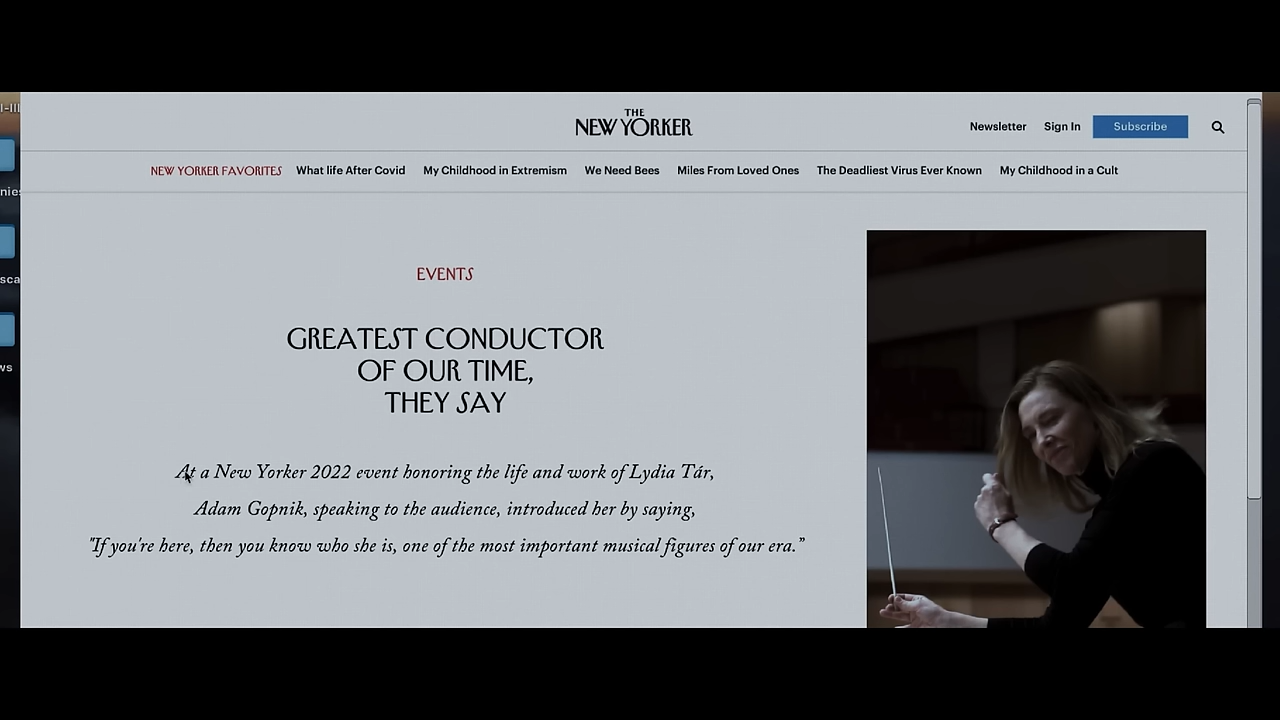 I-III
nies
sca
ws
THE
NEW YORKER
Newsletter Sign In Subscribe
NEW YORKER FAVORITES What life After Covid My Childhood in Extremism We Need Bees Miles From Loved Ones The Deadliest Virus Ever Known My Childhood in a Cult
EVENTS
GREATEST CONDUCTOR
OF OUR TIME,
THEY SAY
At a New Yorker 2022 event honoring the life and work of Lydia Tár,
Adam Gopnik, speaking to the audience, introduced her by saying,
"If you're here, then you know who she is, one of the most important musical figures of our era.”